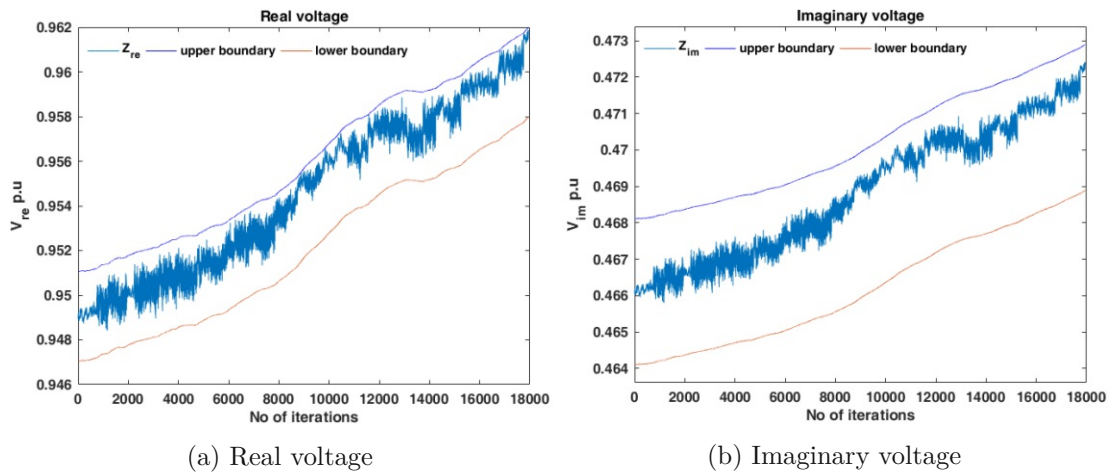 Real voltage
Z_re upper boundary lower boundary
0.962
0.96
0.958
0.956
0.954
0.952
0.95
0.948
0.946
V_re p.u
0 2000 4000 6000 8000 10000 12000 14000 16000 18000
No of iterations
(a) Real voltage
Imaginary voltage
Z_im upper boundary lower boundary
0.473
0.472
0.471
0.47
0.469
0.468
0.467
0.466
0.465
0.464
V_im p.u
0 2000 4000 6000 8000 10000 12000 14000 16000 18000
No of iterations
(b) Imaginary voltage